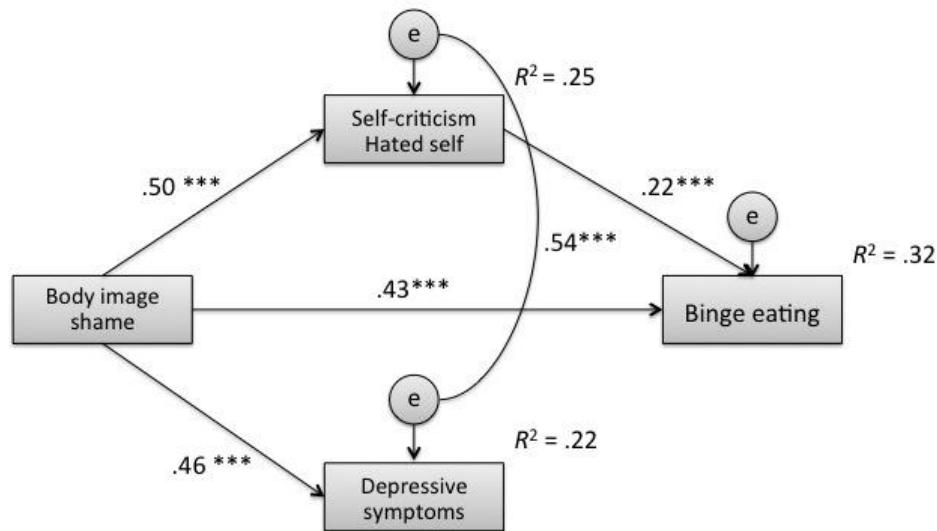 e
R² = .25
Self-criticism
Hated self
.50 ***
.22***
e
.54***
R² = .32
Body image
shame
.43***
Binge eating
e
R² = .22
.46 ***
Depressive
symptoms